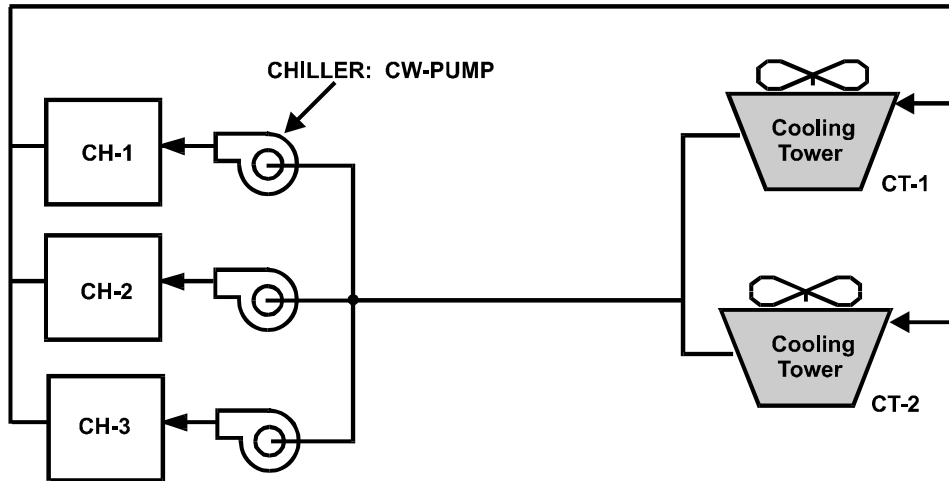 CHILLER: CW-PUMP
CH-1
Cooling
Tower
CT-1
CH-2
Cooling
Tower
CT-2
CH-3